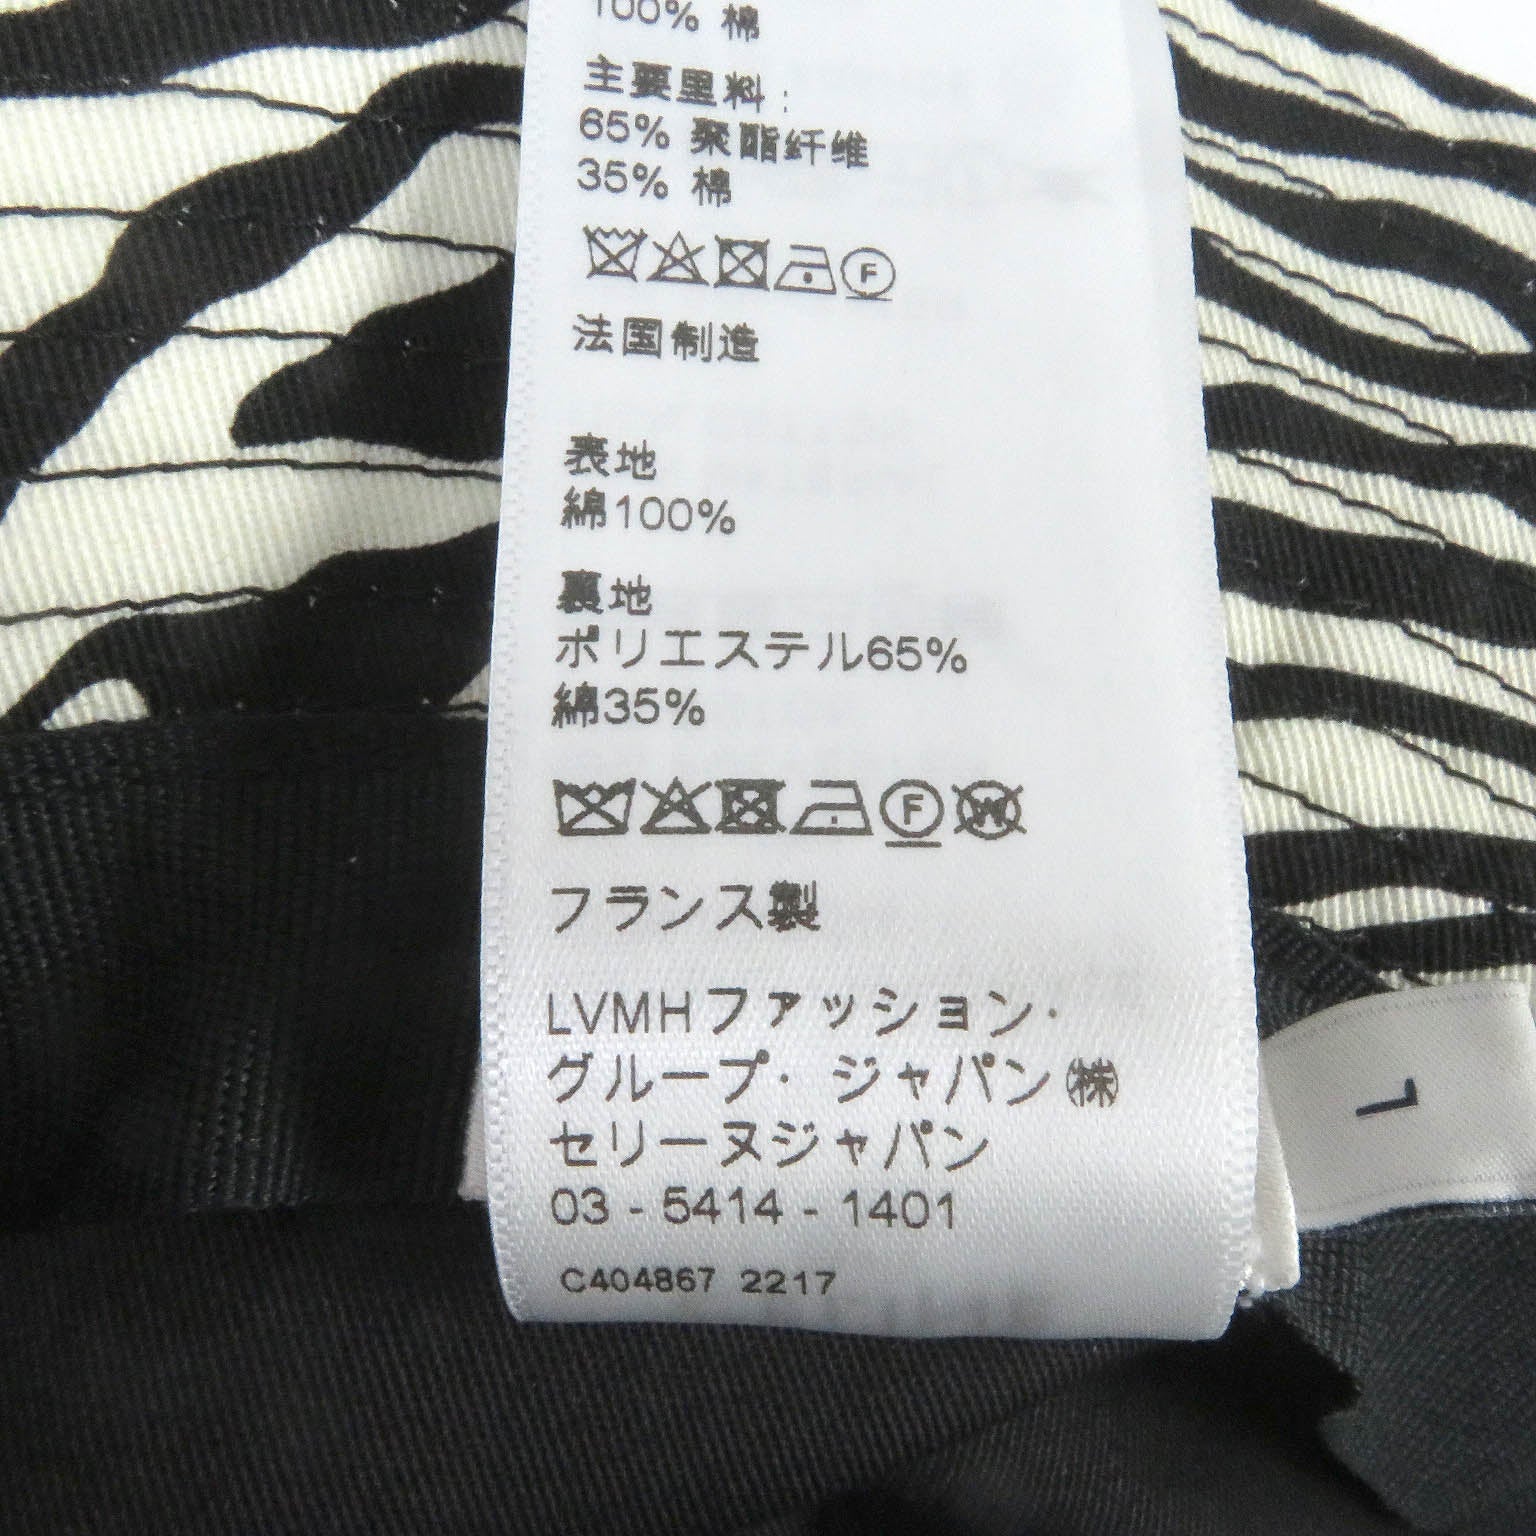 100% 棉
主要里料:
65% 聚酯纤维
35% 棉
F
法国制造
表地
綿100%
裏地
ポリエステル65%
綿35%
F W
フランス製
LVMHファッション・
グループ・ジャパン㈱
セリーヌジャパン
03-5414-1401
C404867 2217
L